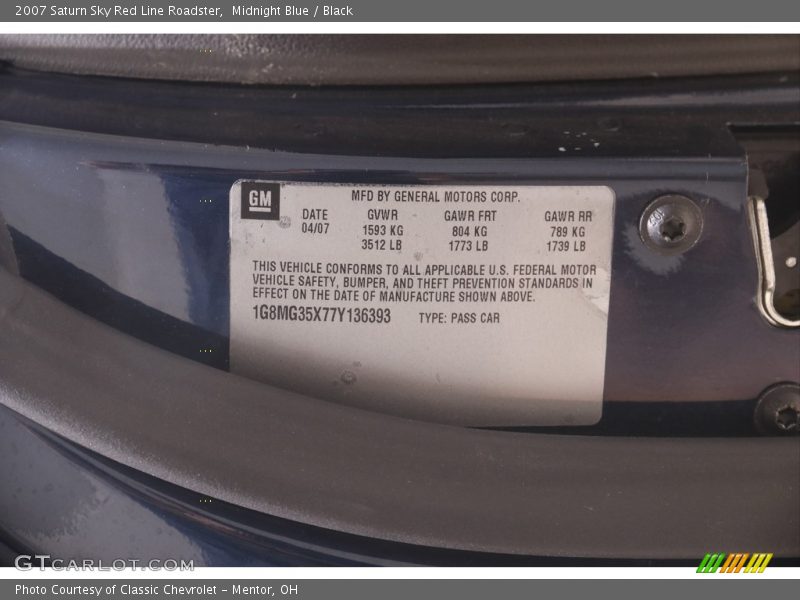 2007 Saturn Sky Red Line Roadster,  Midnight Blue / Black
GM
MFD BY GENERAL MOTORS CORP.
DATE GVWR GAWR FRT GAWR RR
04/07 1593 KG 804 KG 789 KG
3512 LB 1773 LB 1739 LB
THIS VEHICLE CONFORMS TO ALL APPLICABLE U.S. FEDERAL MOTOR
VEHICLE SAFETY, BUMPER, AND THEFT PREVENTION STANDARDS IN
EFFECT ON THE DATE OF MANUFACTURE SHOWN ABOVE.
1G8MG35X77Y136393 TYPE: PASS CAR
GTCARLOT.COM
Photo Courtesy of Classic Chevrolet - Mentor, OH